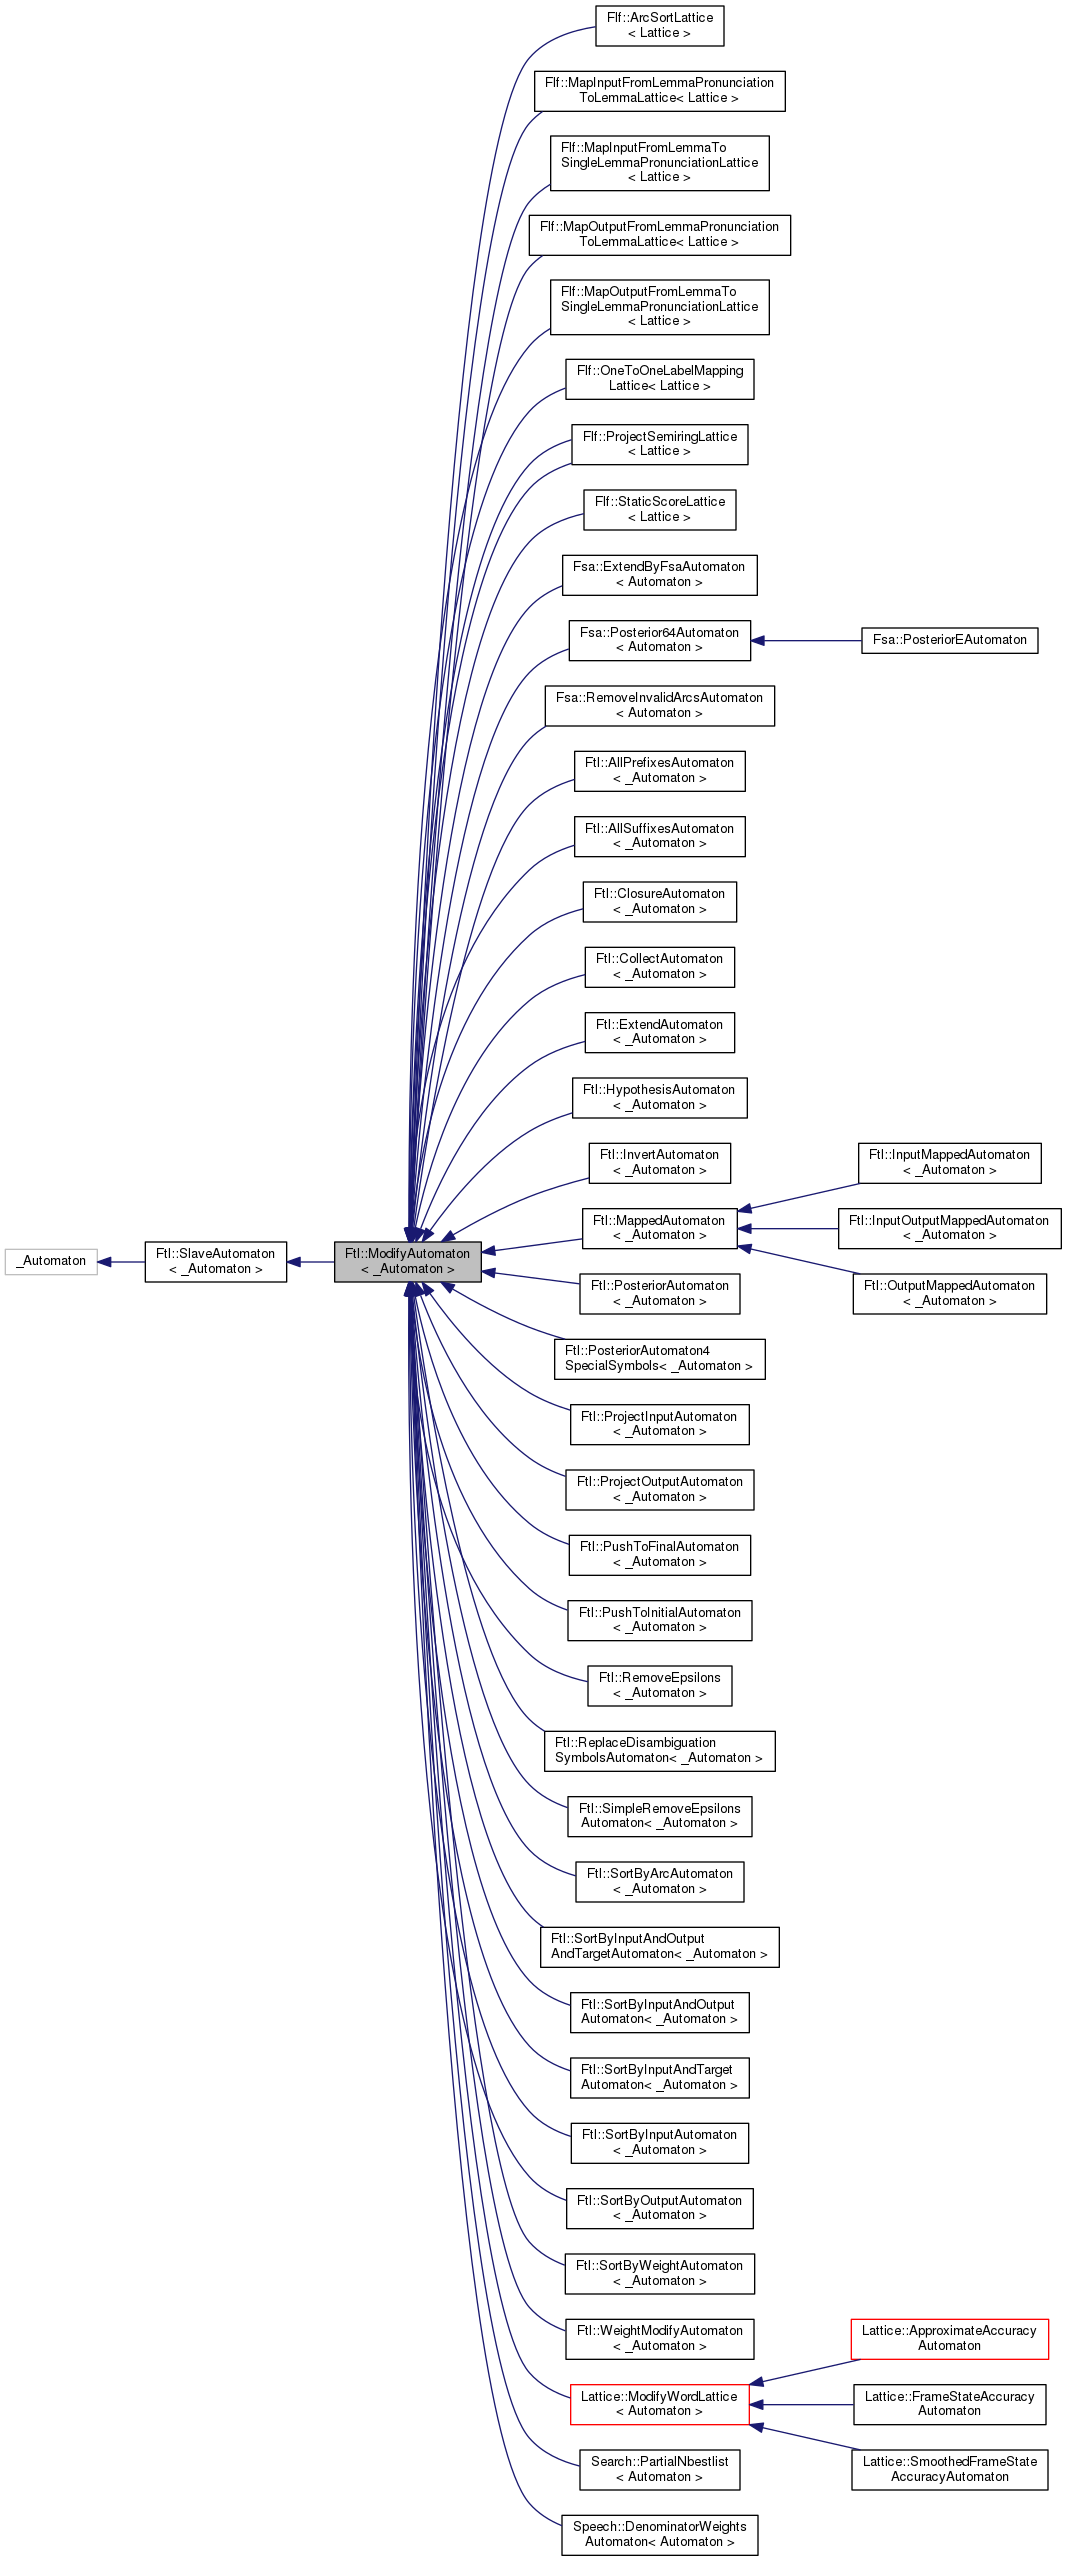 Flf::ArcSortLattice
< Lattice >
Flf::MapInputFromLemmaPronunciation
ToLemmaLattice< Lattice >
Flf::MapInputFromLemmaTo
SingleLemmaPronunciationLattice
< Lattice >
Flf::MapOutputFromLemmaPronunciation
ToLemmaLattice< Lattice >
Flf::MapOutputFromLemmaTo
SingleLemmaPronunciationLattice
< Lattice >
Flf::OneToOneLabelMapping
Lattice< Lattice >
Flf::ProjectSemiringLattice
< Lattice >
Flf::StaticScoreLattice
< Lattice >
Fsa::ExtendByFsaAutomaton
< Automaton >
Fsa::Posterior64Automaton
< Automaton >
Fsa::PosteriorEAutomaton
Fsa::RemoveInvalidArcsAutomaton
< Automaton >
Ftl::AllPrefixesAutomaton
< _Automaton >
Ftl::AllSuffixesAutomaton
< _Automaton >
Ftl::ClosureAutomaton
< _Automaton >
Ftl::CollectAutomaton
< _Automaton >
Ftl::ExtendAutomaton
< _Automaton >
Ftl::HypothesisAutomaton
< _Automaton >
Ftl::InvertAutomaton
< _Automaton >
Ftl::MappedAutomaton
< _Automaton >
Ftl::InputMappedAutomaton
< _Automaton >
Ftl::InputOutputMappedAutomaton
< _Automaton >
Ftl::OutputMappedAutomaton
< _Automaton >
_Automaton
Ftl::SlaveAutomaton
< _Automaton >
Ftl::ModifyAutomaton
< _Automaton >
Ftl::PosteriorAutomaton
< _Automaton >
Ftl::PosteriorAutomaton4
SpecialSymbols< _Automaton >
Ftl::ProjectInputAutomaton
< _Automaton >
Ftl::ProjectOutputAutomaton
< _Automaton >
Ftl::PushToFinalAutomaton
< _Automaton >
Ftl::PushToInitialAutomaton
< _Automaton >
Ftl::RemoveEpsilons
< _Automaton >
Ftl::ReplaceDisambiguation
SymbolsAutomaton< _Automaton >
Ftl::SimpleRemoveEpsilons
Automaton< _Automaton >
Ftl::SortByArcAutomaton
< _Automaton >
Ftl::SortByInputAndOutput
AndTargetAutomaton< _Automaton >
Ftl::SortByInputAndOutput
Automaton< _Automaton >
Ftl::SortByInputAndTarget
Automaton< _Automaton >
Ftl::SortByInputAutomaton
< _Automaton >
Ftl::SortByOutputAutomaton
< _Automaton >
Ftl::SortByWeightAutomaton
< _Automaton >
Ftl::WeightModifyAutomaton
< _Automaton >
Lattice::ModifyWordLattice
< Automaton >
Lattice::ApproximateAccuracy
Automaton
Lattice::FrameStateAccuracy
Automaton
Lattice::SmoothedFrameState
AccuracyAutomaton
Search::PartialNbestlist
< Automaton >
Speech::DenominatorWeights
Automaton< Automaton >